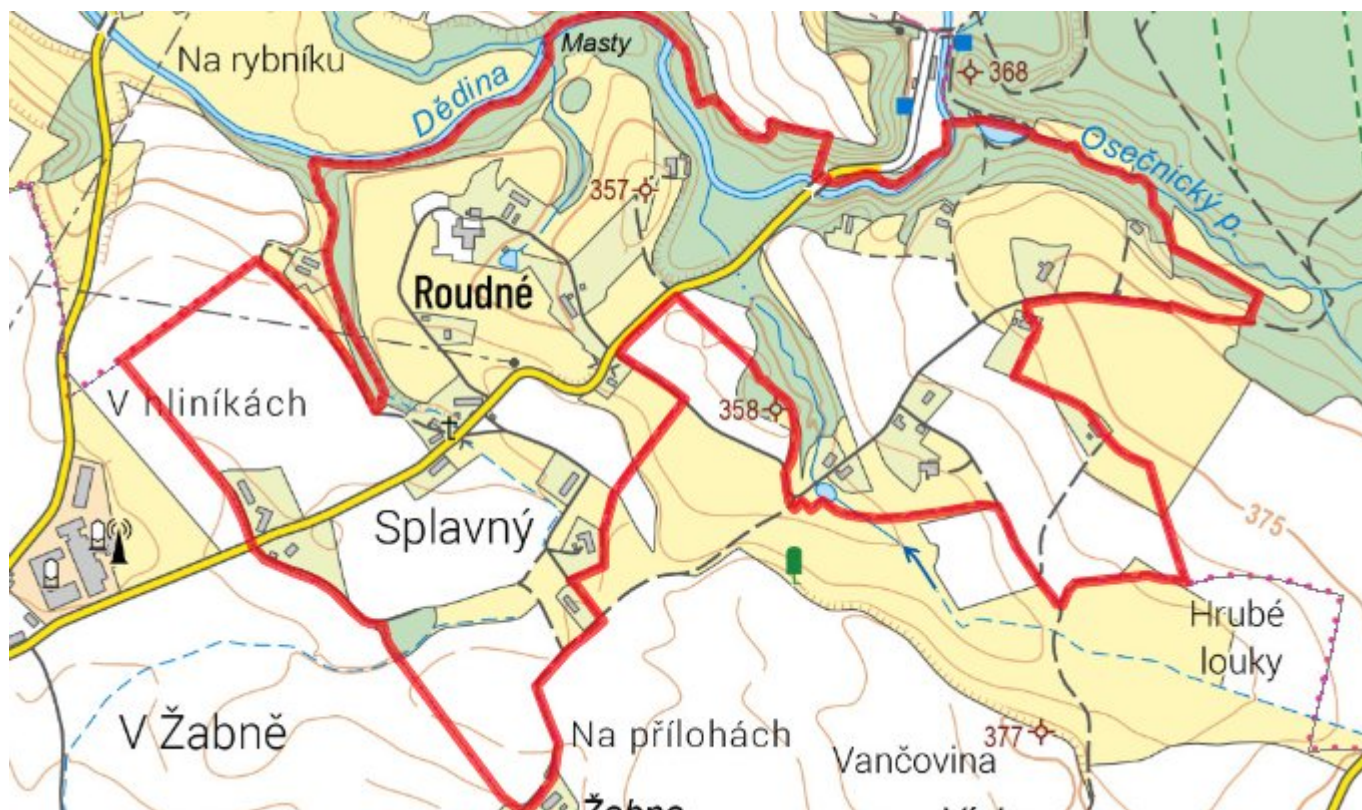 Masty
Na rybníku
368
Dědina
Osečnický p.
357
Roudné
V hliníkách
358
Splavný
375
Hrubé
louky
V Žabně
Na přílohách
377
Vančovina